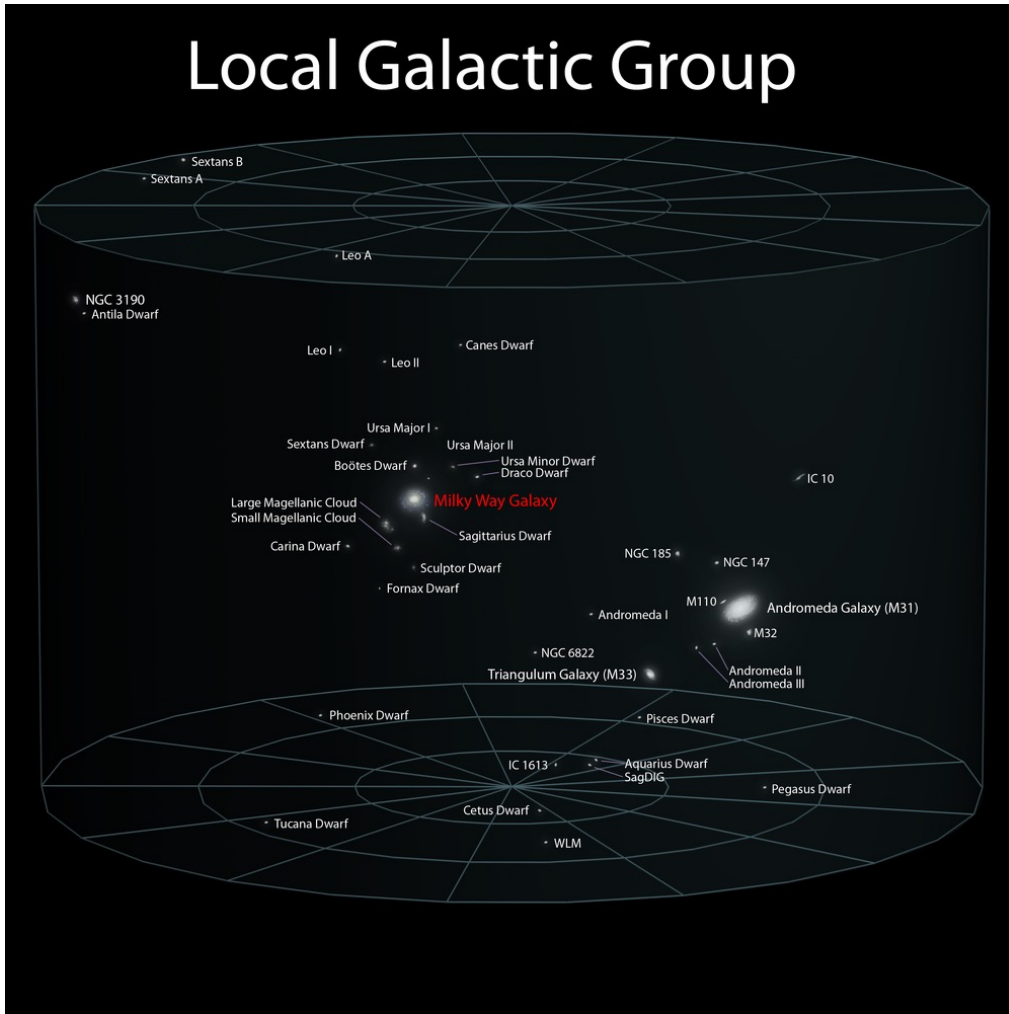 Local Galactic Group
Sextans B
Sextans A
Leo A
NGC 3190
Antila Dwarf
Canes Dwarf
Leo I
Leo II
Ursa Major I
Sextans Dwarf
Ursa Major II
Ursa Minor Dwarf
Boötes Dwarf
Draco Dwarf
IC 10
Milky Way Galaxy
Large Magellanic Cloud
Small Magellanic Cloud
Sagittarius Dwarf
Carina Dwarf
NGC 185
NGC 147
Sculptor Dwarf
Fornax Dwarf
M110
Andromeda Galaxy (M31)
Andromeda I
M32
NGC 6822
Andromeda II
Triangulum Galaxy (M33)
Andromeda III
Phoenix Dwarf
Pisces Dwarf
IC 1613
Aquarius Dwarf
SagDIG
Pegasus Dwarf
Cetus Dwarf
Tucana Dwarf
WLM